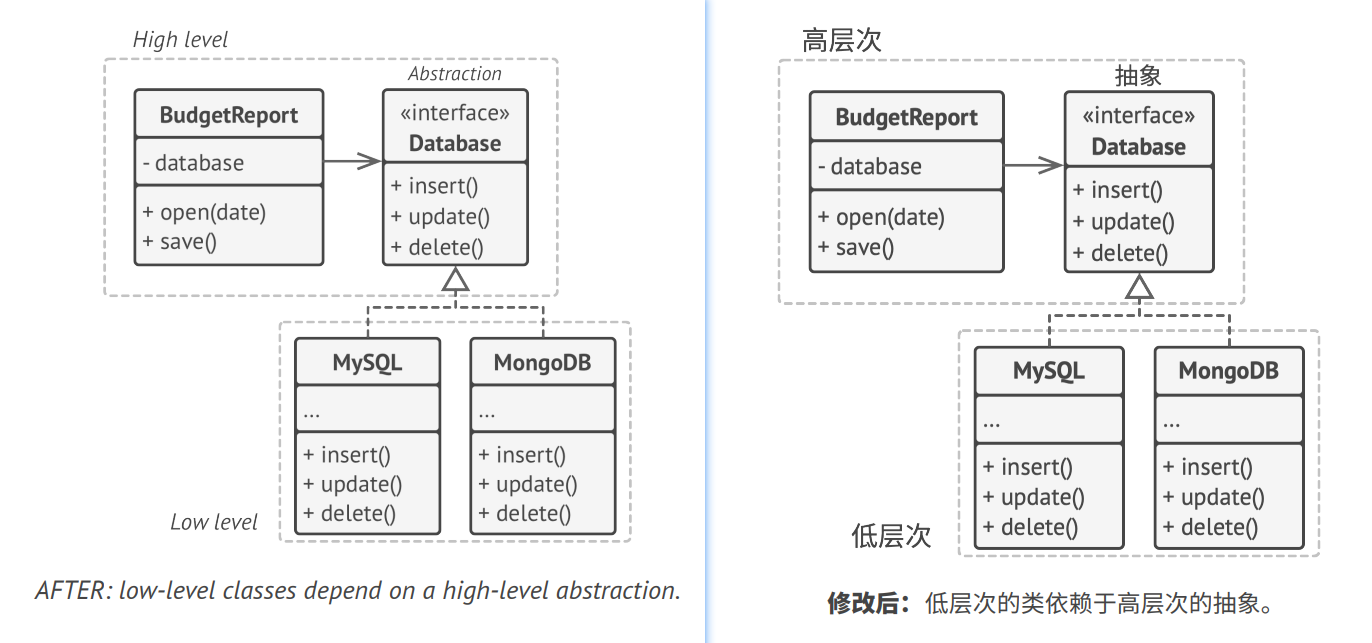 High level
Abstraction
BudgetReport
- database
+ open(date)
+ save()
«interface»
Database
+ insert()
+ update()
+ delete()
MySQL
...
+ insert()
+ update()
+ delete()
MongoDB
...
+ insert()
+ update()
+ delete()
Low level
AFTER: low-level classes depend on a high-level abstraction.
高层次
抽象
BudgetReport
- database
+ open(date)
+ save()
«interface»
Database
+ insert()
+ update()
+ delete()
MySQL
...
+ insert()
+ update()
+ delete()
MongoDB
...
+ insert()
+ update()
+ delete()
低层次
修改后：低层次的类依赖于高层次的抽象。